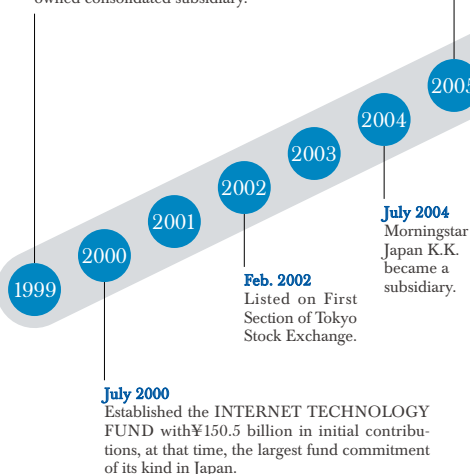 owned consolidated subsidiary.
2005
2004
2003
2002
2001
2000
1999
July 2004
Morningstar
Japan K.K.
became a
subsidiary.
Feb. 2002
Listed on First
Section of Tokyo
Stock Exchange.
July 2000
Established the INTERNET TECHNOLOGY
FUND with¥150.5 billion in initial contribu-
tions, at that time, the largest fund commitment
of its kind in Japan.